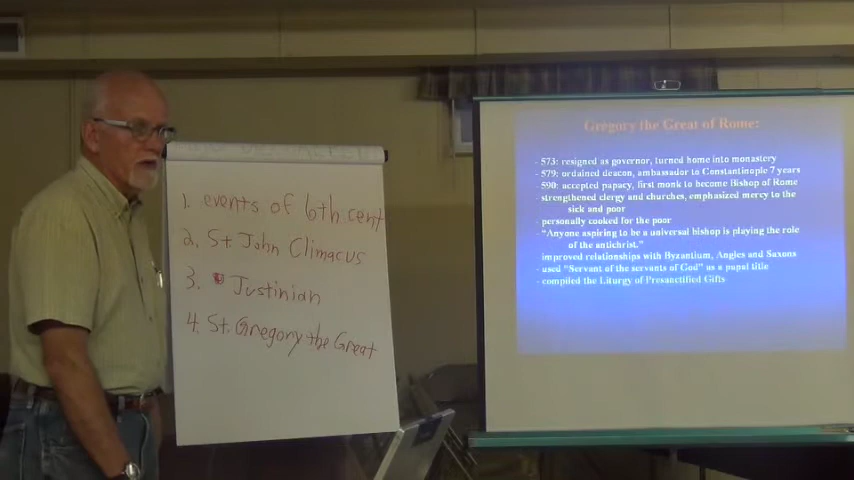 1. events of 6th cent
2. St John Climacus
3. Justinian
4. St. Gregory the Great
Gregory the Great of Rome:
- 573: resigned as governor, turned home into monastery
- 579: ordained deacon, ambassador to Constantinople 7 years
- 590: accepted papacy, first monk to become Bishop of Rome
- strengthened clergy and churches, emphasized mercy to the
sick and poor
- personally cooked for the poor
- "Anyone aspiring to be a universal bishop is playing the role
of the antichrist."
improved relationships with Byzantium, Angles and Saxons
- used "Servant of the servants of God" as a papal title
- compiled the Liturgy of Presanctified Gifts